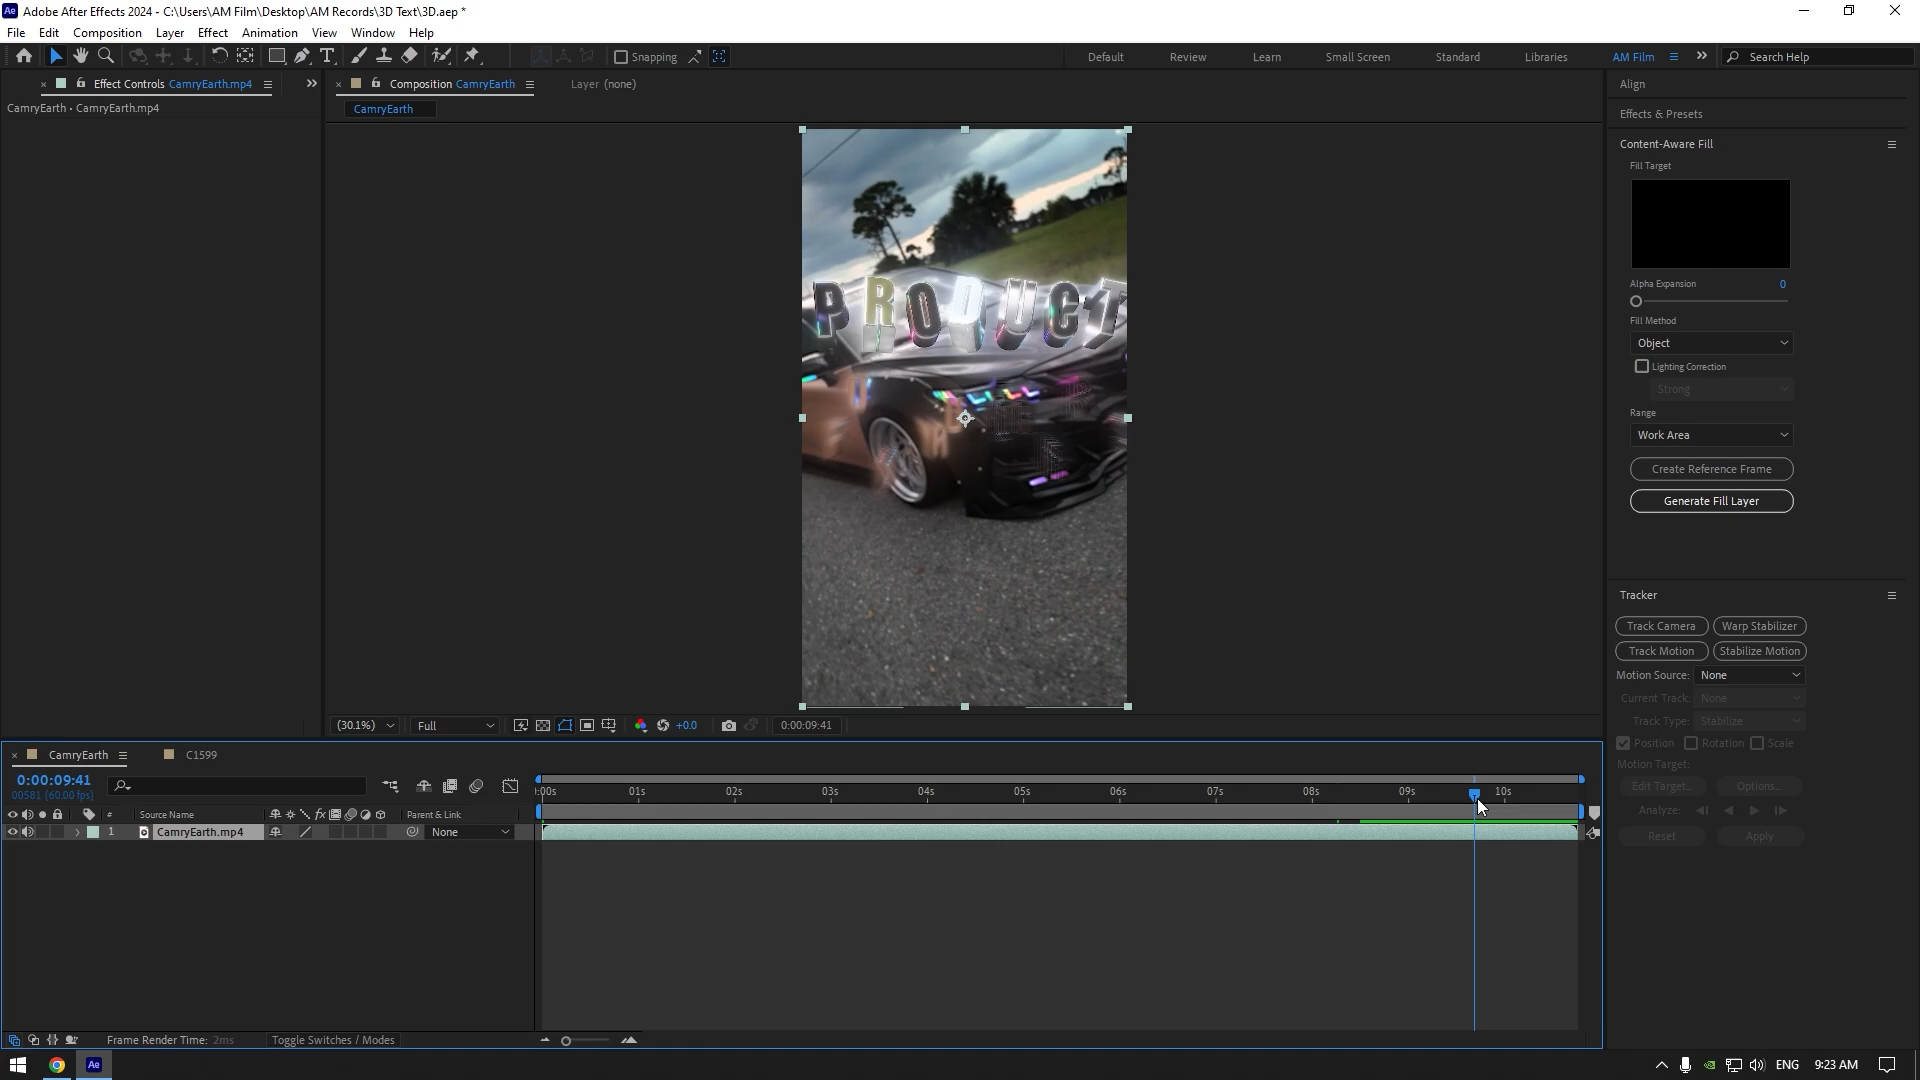 Adobe After Effects 2024 - C:\Users\AM Film\Desktop\AM Records\3D Text\3D.aep *
File Edit Composition Layer Effect Animation View Window Help
Snapping
Default Review Learn Small Screen Standard Libraries AM Film Search Help
Effect Controls CamryEarth.mp4
Composition CamryEarth
Layer (none)
CamryEarth • CamryEarth.mp4
CamryEarth
PRODUCT
(30.1%) Full +0.0 0:00:09:41
Align
Effects & Presets
Content-Aware Fill
Fill Target
Alpha Expansion 0
Fill Method
Object
Lighting Correction
Strong
Range
Work Area
Create Reference Frame
Generate Fill Layer
Tracker
Track Camera Warp Stabilizer
Track Motion Stabilize Motion
Motion Source: None
Current Track: None
Track Type: Stabilize
Position Rotation Scale
Motion Target:
Edit Target... Options...
Analyze:
Reset Apply
CamryEarth C1599
0:00:09:41
00581 (60.00 fps)
:00s 01s 02s 03s 04s 05s 06s 07s 08s 09s 10s
# Source Name fx Parent & Link
1 CamryEarth.mp4 None
Frame Render Time: 2ms Toggle Switches / Modes
Ae ENG 9:23 AM